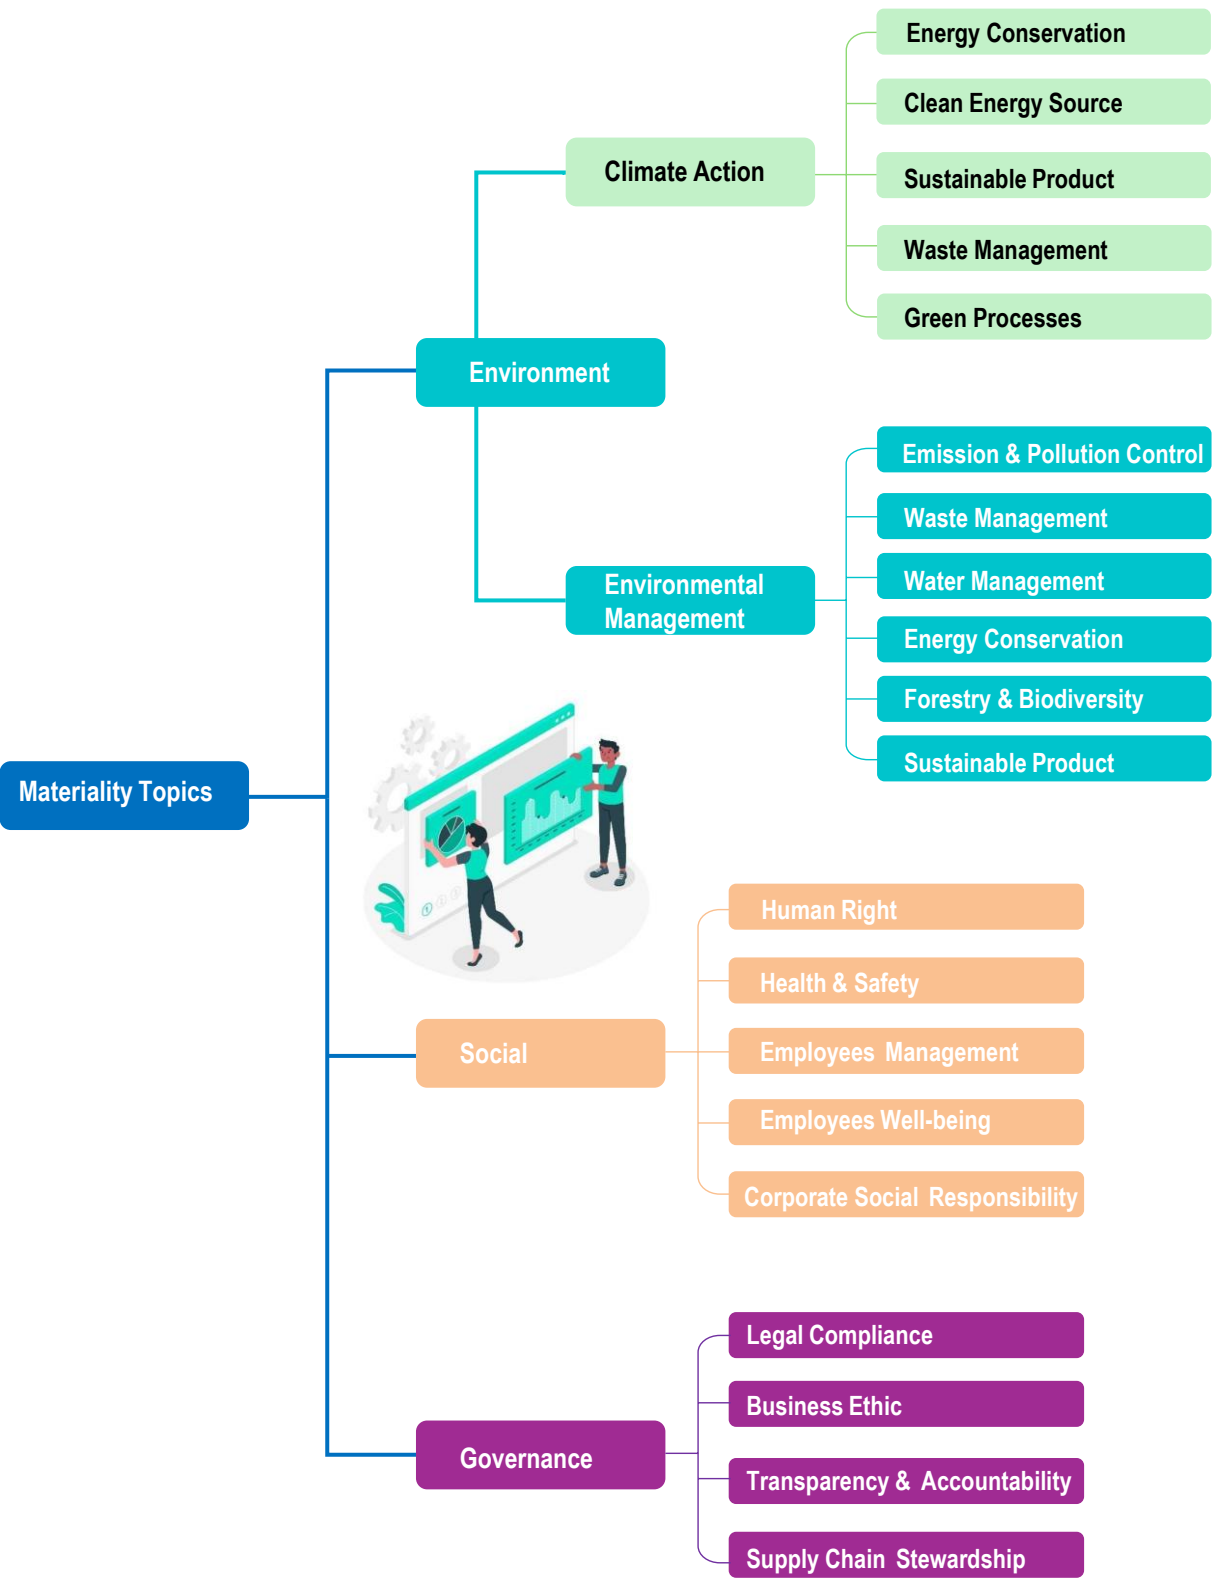 Energy Conservation
Clean Energy Source
Climate Action
Sustainable Product
Waste Management
Green Processes
Environment
Emission & Pollution Control
Waste Management
Environmental
Management
Water Management
Energy Conservation
Forestry & Biodiversity
Sustainable Product
Materiality Topics
Human Right
Health & Safety
Social
Employees Management
Employees Well-being
Corporate Social Responsibility
Legal Compliance
Business Ethic
Governance
Transparency & Accountability
Supply Chain Stewardship